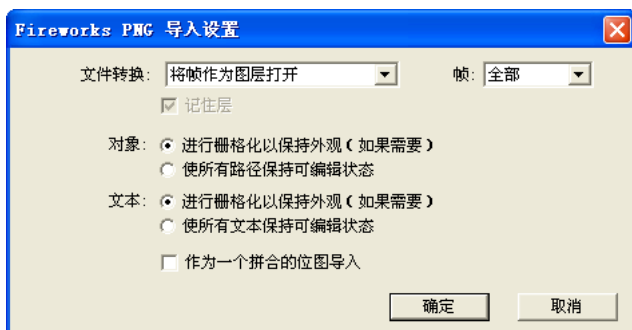 Fireworks PNG 导入设置
文件转换: 将帧作为图层打开 帧: 全部
记住层
对象: 进行栅格化以保持外观(如果需要)
使所有路径保持可编辑状态
文本: 进行栅格化以保持外观(如果需要)
使所有文本保持可编辑状态
作为一个拼合的位图导入
确定 取消